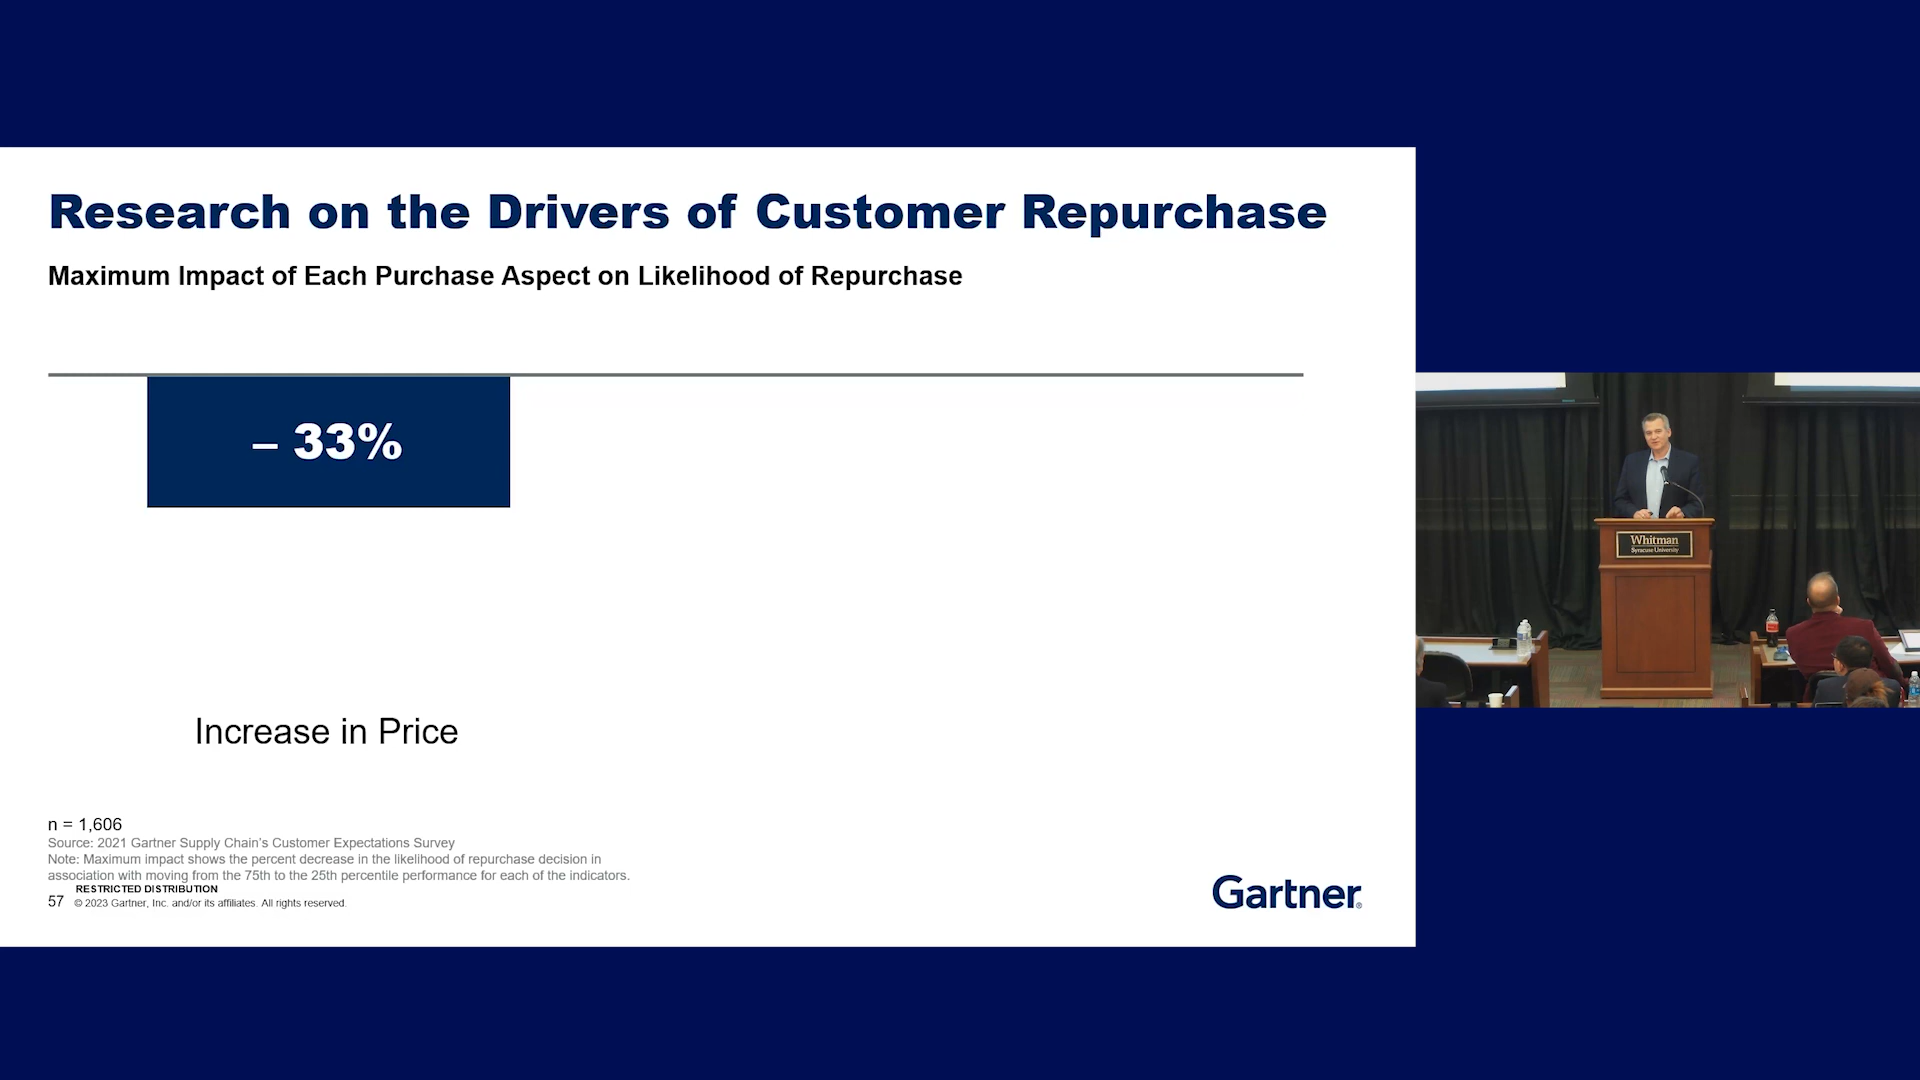 Research on the Drivers of Customer Repurchase
Maximum Impact of Each Purchase Aspect on Likelihood of Repurchase
– 33%
Increase in Price
n = 1,606
Source: 2021 Gartner Supply Chain's Customer Expectations Survey
Note: Maximum impact shows the percent decrease in the likelihood of repurchase decision in
association with moving from the 75th to the 25th percentile performance for each of the indicators.
RESTRICTED DISTRIBUTION
57 © 2023 Gartner, Inc. and/or its affiliates. All rights reserved.
Gartner®
Whitman
Syracuse University